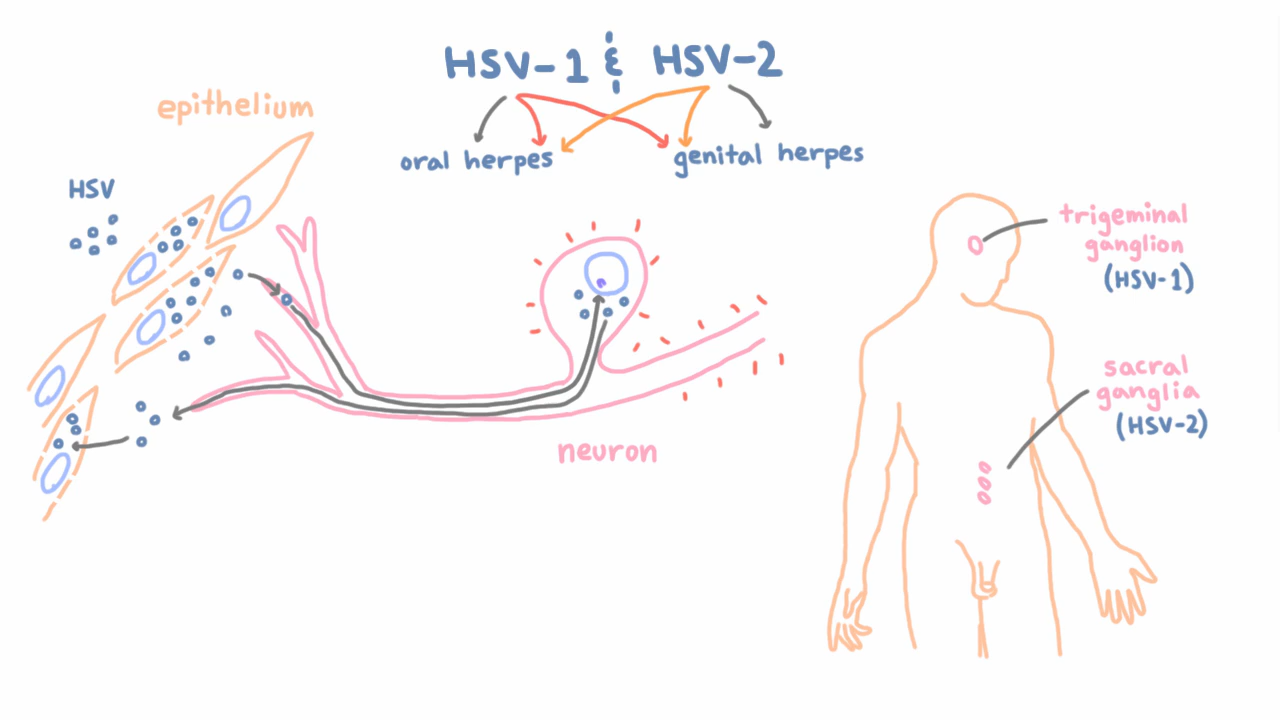 HSV-1 & HSV-2
epithelium
oral herpes
genital herpes
HSV
trigeminal
ganglion
(HSV-1)
sacral
ganglia
(HSV-2)
neuron